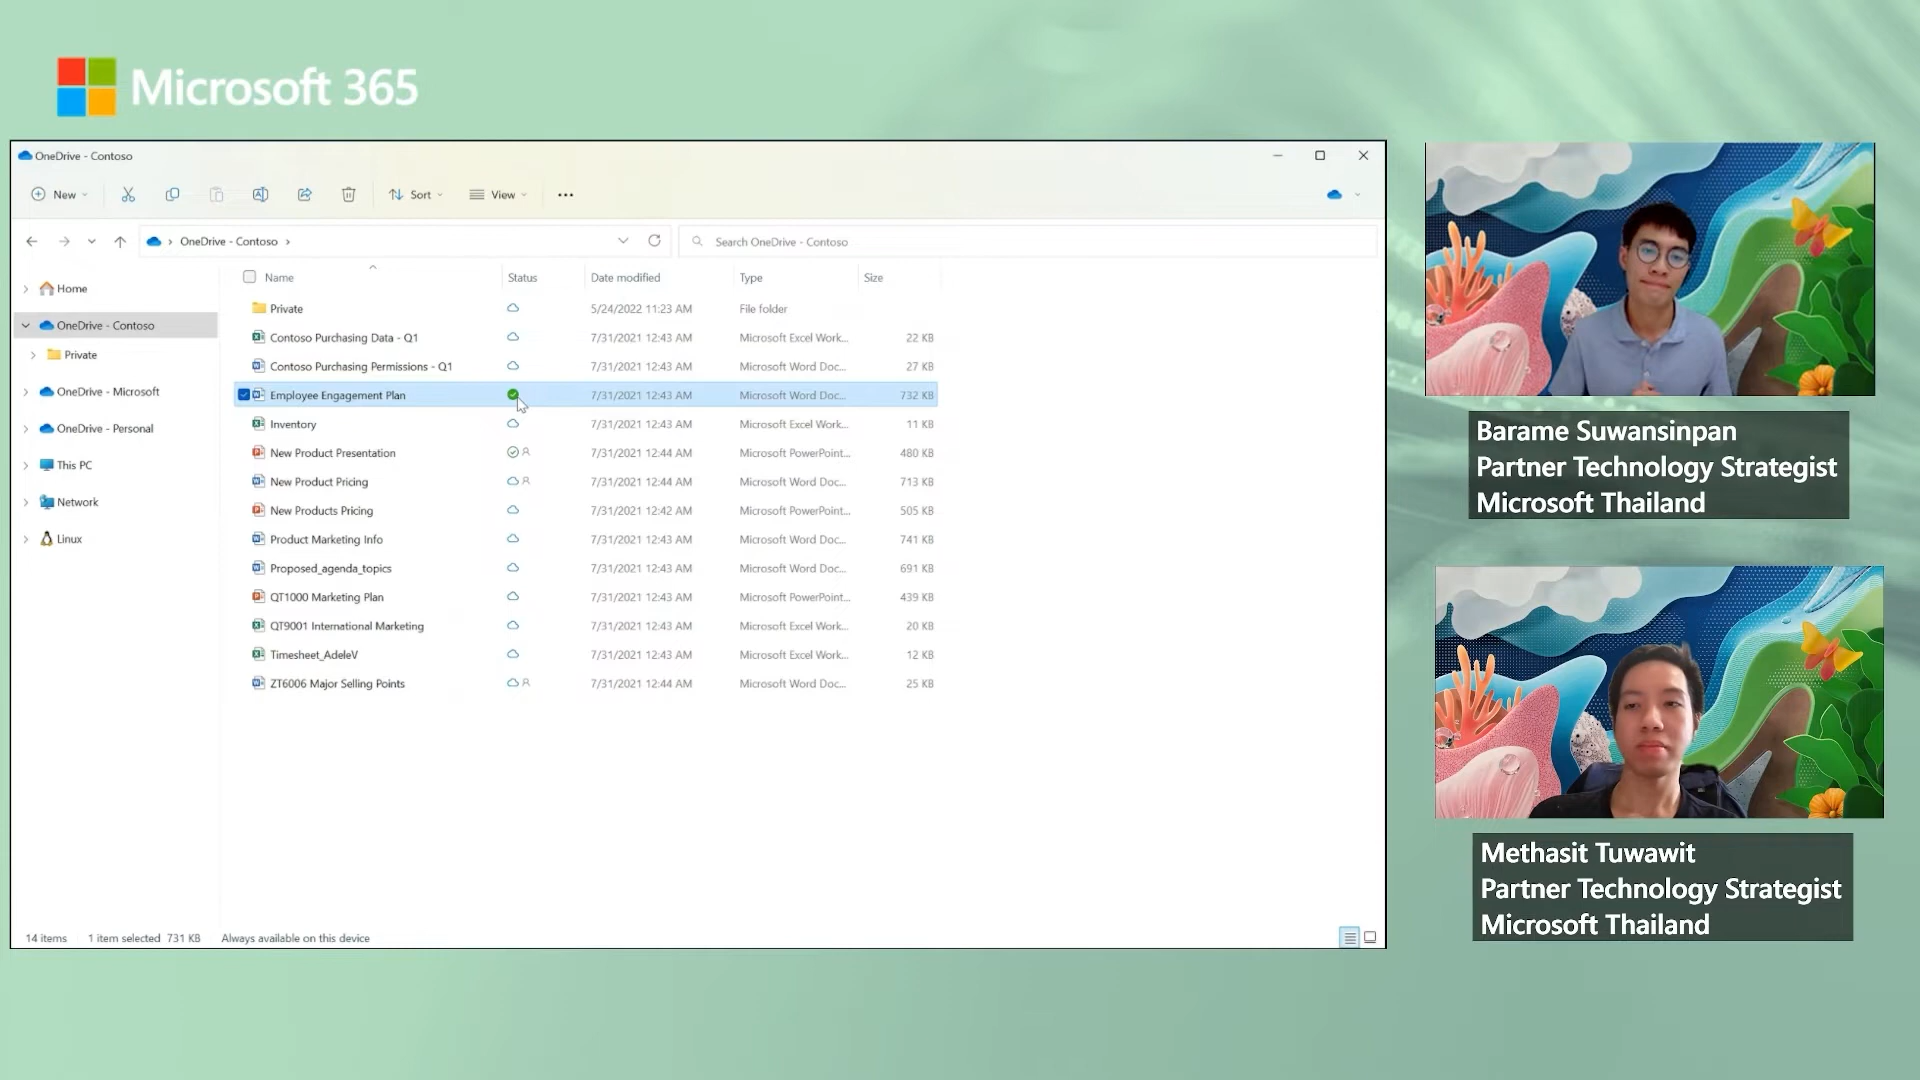 Microsoft 365
OneDrive - Contoso
New
Sort
View
OneDrive - Contoso
Search OneDrive - Contoso
Name Status Date modified Type Size
Home
OneDrive - Contoso
Private
OneDrive - Microsoft
OneDrive - Personal
This PC
Network
Linux
Private 5/24/2022 11:23 AM File folder
Contoso Purchasing Data - Q1 7/31/2021 12:43 AM Microsoft Excel Work... 22 KB
Contoso Purchasing Permissions - Q1 7/31/2021 12:43 AM Microsoft Word Doc... 27 KB
Employee Engagement Plan 7/31/2021 12:43 AM Microsoft Word Doc... 732 KB
Inventory 7/31/2021 12:43 AM Microsoft Excel Work... 11 KB
New Product Presentation 7/31/2021 12:44 AM Microsoft PowerPoint... 480 KB
New Product Pricing 7/31/2021 12:44 AM Microsoft Word Doc... 713 KB
New Products Pricing 7/31/2021 12:42 AM Microsoft PowerPoint... 505 KB
Product Marketing Info 7/31/2021 12:43 AM Microsoft Word Doc... 741 KB
Proposed_agenda_topics 7/31/2021 12:43 AM Microsoft Word Doc... 691 KB
QT1000 Marketing Plan 7/31/2021 12:43 AM Microsoft PowerPoint... 439 KB
QT9001 International Marketing 7/31/2021 12:43 AM Microsoft Excel Work... 20 KB
Timesheet_AdeleV 7/31/2021 12:43 AM Microsoft Excel Work... 12 KB
ZT6006 Major Selling Points 7/31/2021 12:44 AM Microsoft Word Doc... 25 KB
14 items 1 item selected 731 KB Always available on this device
Barame Suwansinpan
Partner Technology Strategist
Microsoft Thailand
Methasit Tuwawit
Partner Technology Strategist
Microsoft Thailand